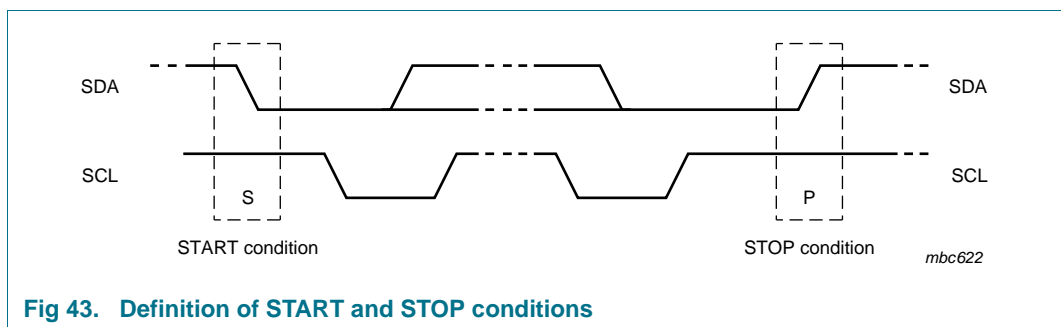 SDA
SDA
SCL
SCL
S
P
START condition
STOP condition
mbc622
Fig 43. Definition of START and STOP conditions